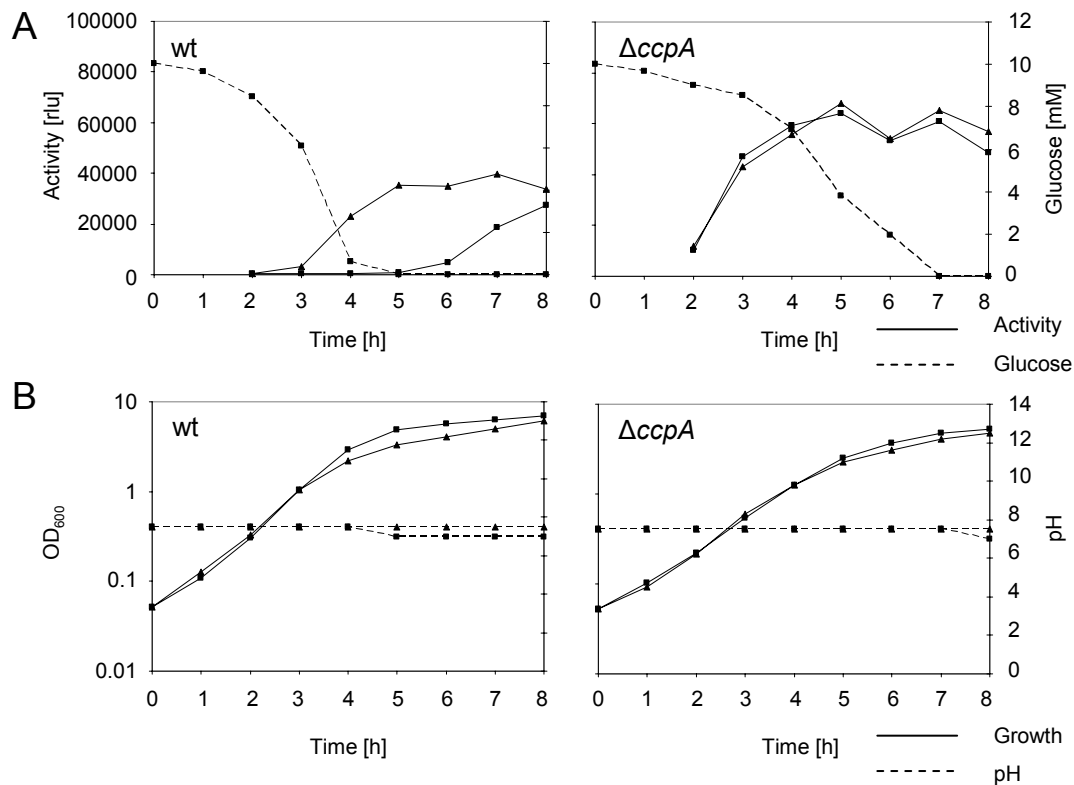 A
wt
ΔccpA
100000
80000
60000
40000
20000
0
Activity [rlu]
12
10
8
6
4
2
0
Glucose [mM]
0 1 2 3 4 5 6 7 8
0 1 2 3 4 5 6 7 8
Time [h]
Time [h]
Activity
Glucose
B
wt
ΔccpA
10
1
0.1
0.01
OD600
14
12
10
8
6
4
2
0
pH
0 1 2 3 4 5 6 7 8
0 1 2 3 4 5 6 7 8
Time [h]
Time [h]
Growth
pH